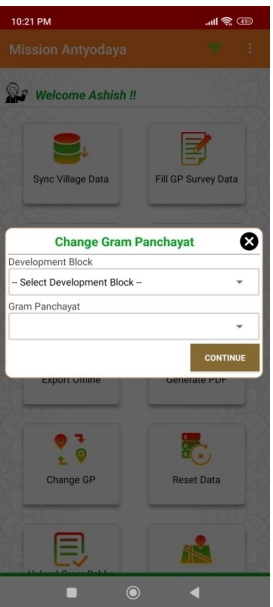 10:21 PM
Mission Antyodaya
Welcome Ashish !!
Sync Village Data
Fill GP Survey Data
Change Gram Panchayat
Development Block
-- Select Development Block --
Gram Panchayat
CONTINUE
Export Offline
Generate PDF
Change GP
Reset Data